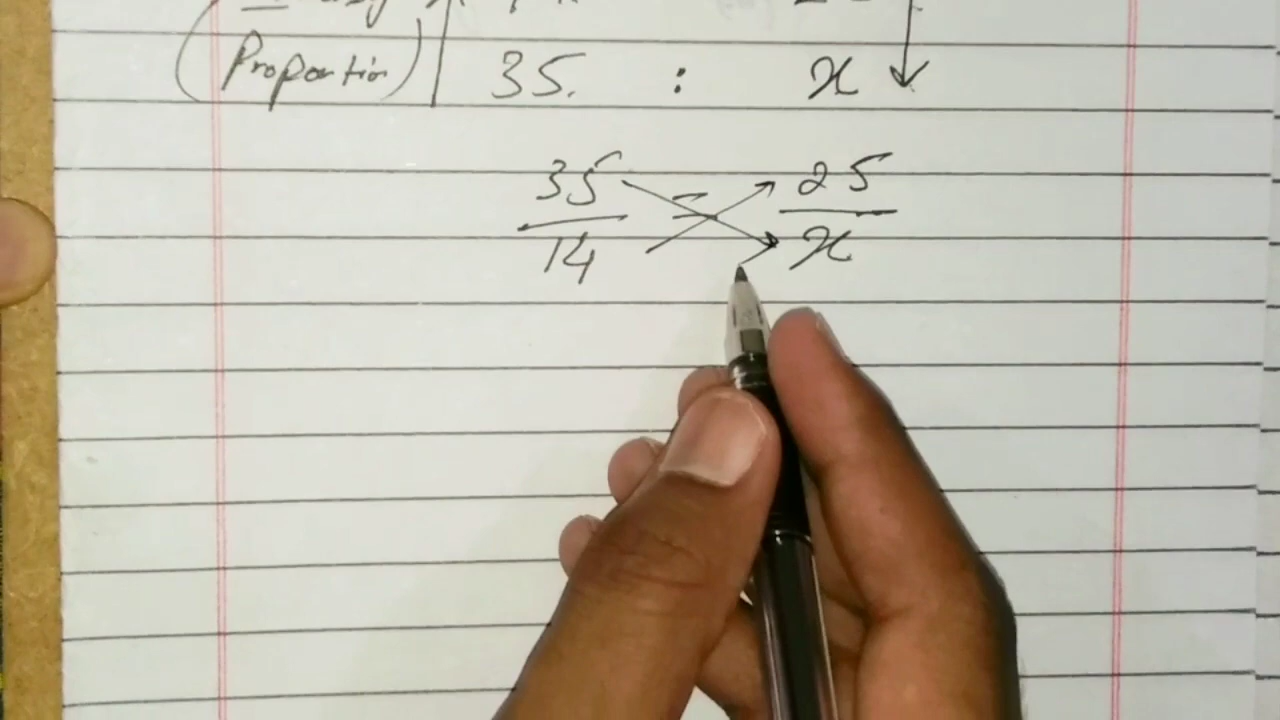 (Proportion) 35. : x
35/14 = 25/x